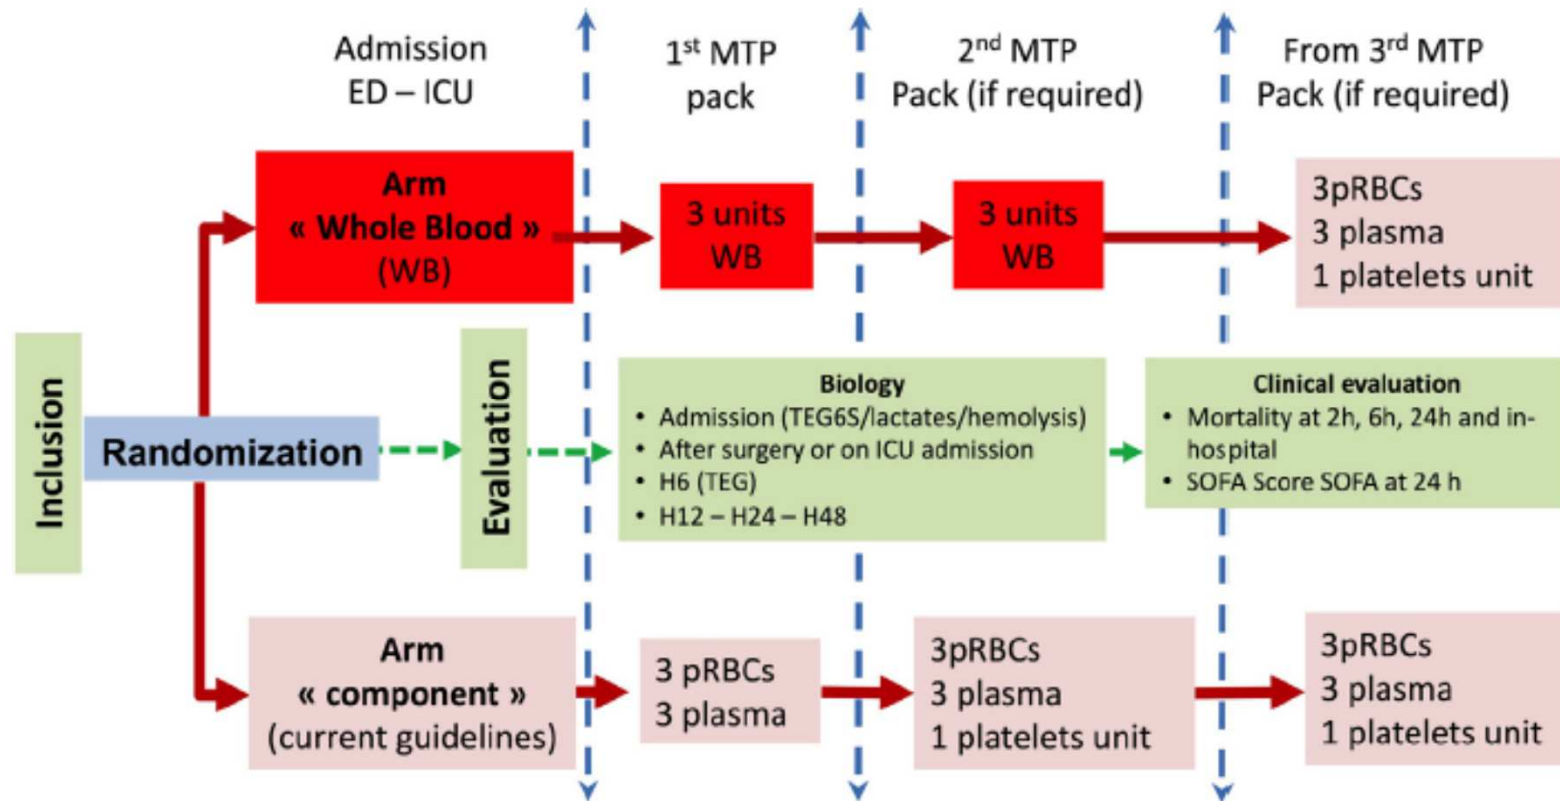 Admission
ED – ICU
1st MTP
pack
2nd MTP
Pack (if required)
From 3rd MTP
Pack (if required)
Arm
« Whole Blood »
(WB)
3 units
WB
3 units
WB
3pRBCs
3 plasma
1 platelets unit
Inclusion
Randomization
Evaluation
Biology
• Admission (TEG6S/lactates/hemolysis)
• After surgery or on ICU admission
• H6 (TEG)
• H12 – H24 – H48
Clinical evaluation
• Mortality at 2h, 6h, 24h and in-
hospital
• SOFA Score SOFA at 24 h
Arm
« component »
(current guidelines)
3 pRBCs
3 plasma
3pRBCs
3 plasma
1 platelets unit
3pRBCs
3 plasma
1 platelets unit